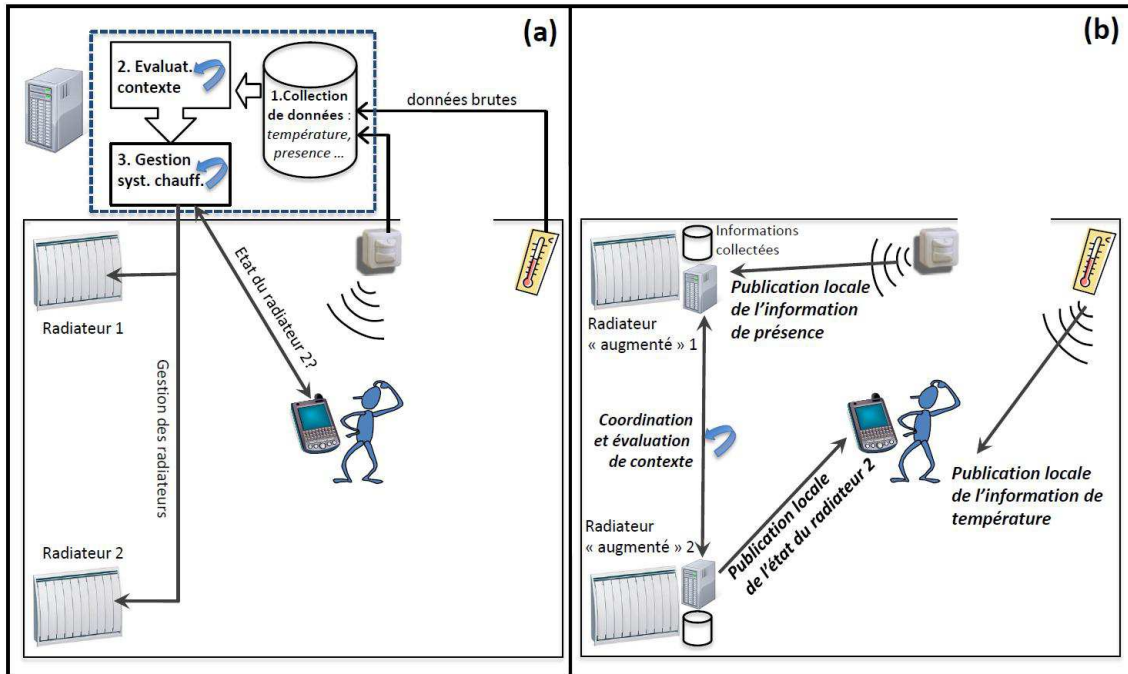 (a)
2. Evaluat.
contexte
1.Collection
de données :
température,
presence ...
données brutes
3. Gestion
syst. chauff.
Radiateur 1
Etat du radiateur 2?
Gestion des radiateurs
Radiateur 2
(b)
Informations
collectées
Publication locale
de l'information
de présence
Radiateur
« augmenté » 1
Coordination
et évaluation
de contexte
Publication locale
de l'information de
température
Radiateur
« augmenté » 2
Publication locale
de l'état du radiateur 2